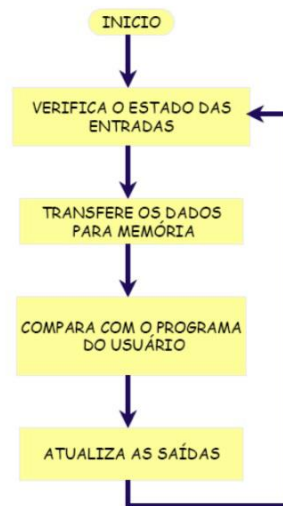 INICIO
VERIFICA O ESTADO DAS
ENTRADAS
TRANSFERE OS DADOS
PARA MEMÓRIA
COMPARA COM O PROGRAMA
DO USUÁRIO
ATUALIZA AS SAÍDAS